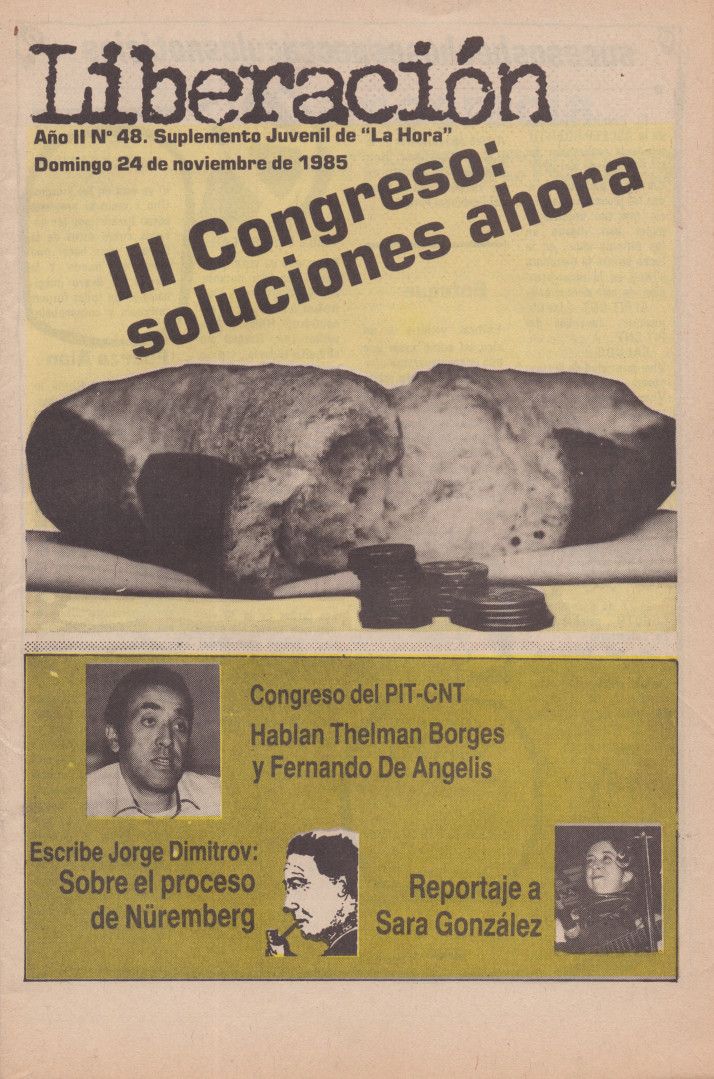 Liberación
Año II Nº 48. Suplemento Juvenil de "La Hora"
Domingo 24 de noviembre de 1985
III Congreso:
soluciones ahora
Congreso del PIT-CNT
Hablan Thelman Borges
y Fernando De Angelis
Escribe Jorge Dimitrov:
Sobre el proceso
de Nüremberg
Reportaje a
Sara González